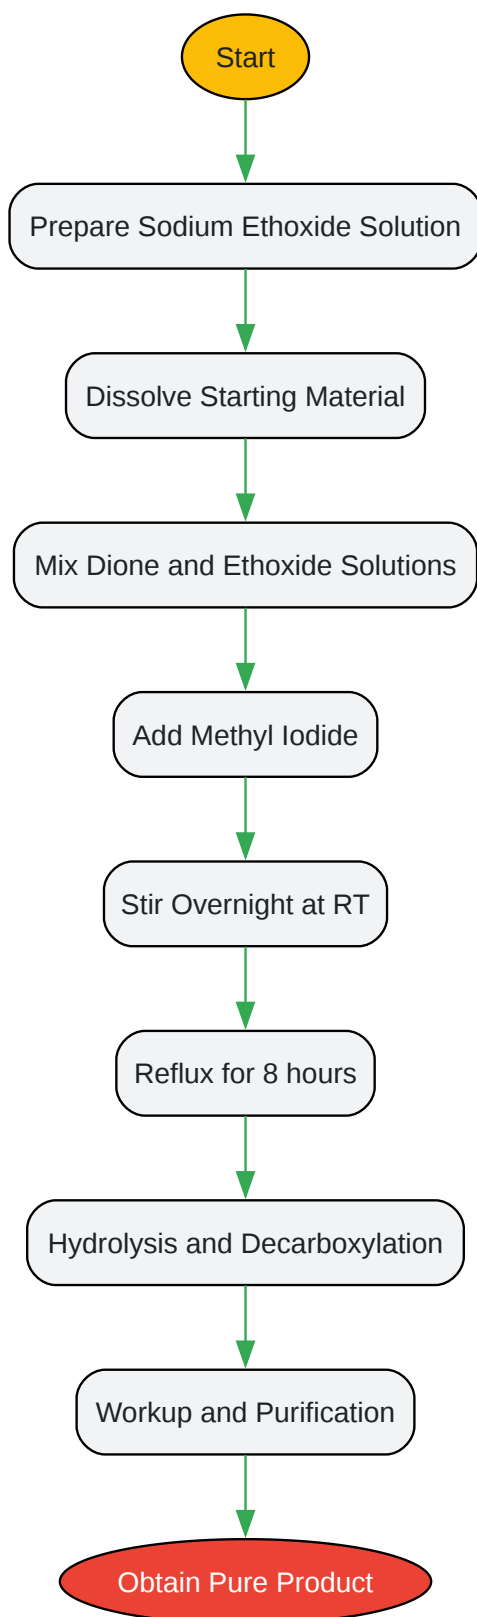 Start
Prepare Sodium Ethoxide Solution
Dissolve Starting Material
Mix Dione and Ethoxide Solutions
Add Methyl Iodide
Stir Overnight at RT
Reflux for 8 hours
Hydrolysis and Decarboxylation
Workup and Purification
Obtain Pure Product